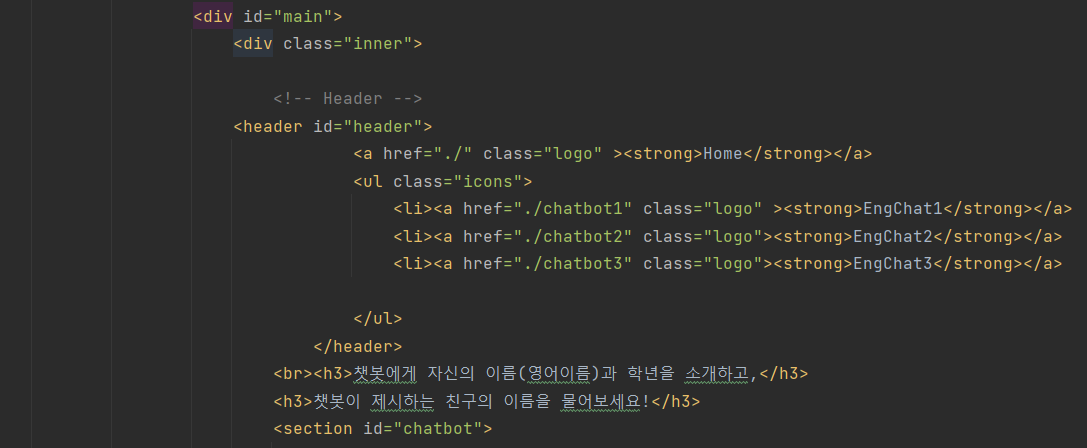 <div id="main">
<div class="inner">
<!-- Header -->
<header id="header">
<a href="./" class="logo" ><strong>Home</strong></a>
<ul class="icons">
<li><a href="./chatbot1" class="logo" ><strong>EngChat1</strong></a>
<li><a href="./chatbot2" class="logo"><strong>EngChat2</strong></a>
<li><a href="./chatbot3" class="logo"><strong>EngChat3</strong></a>
</ul>
</header>
<br><h3>챗봇에게 자신의 이름(영어이름)과 학년을 소개하고,</h3>
<h3>챗봇이 제시하는 친구의 이름을 물어보세요!</h3>
<section id="chatbot">